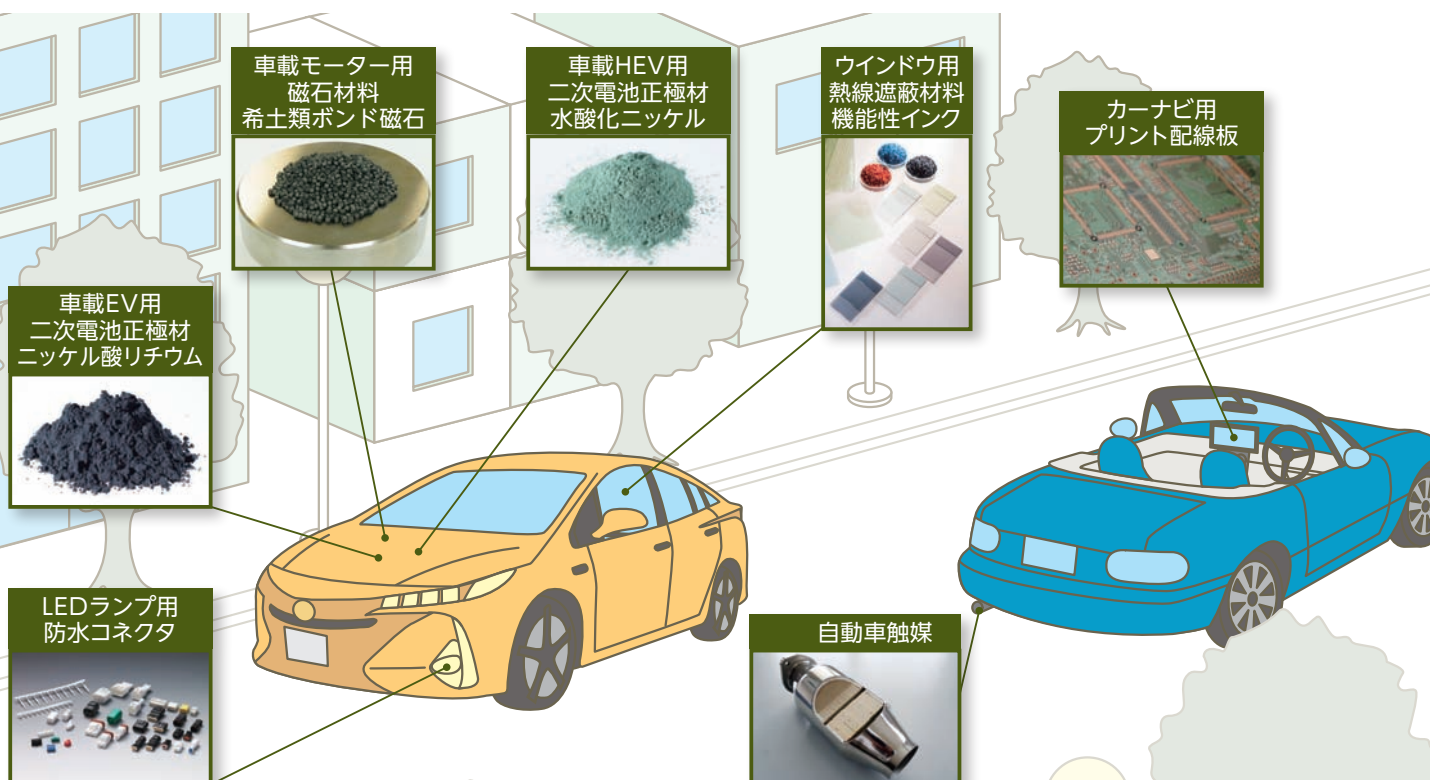 車載モーター用
磁石材料
希土類ボンド磁石
車載HEV用
二次電池正極材
水酸化ニッケル
ウインドウ用
熱線遮蔽材料
機能性インク
カーナビ用
プリント配線板
車載EV用
二次電池正極材
ニッケル酸リチウム
LEDランプ用
防水コネクタ
自動車触媒